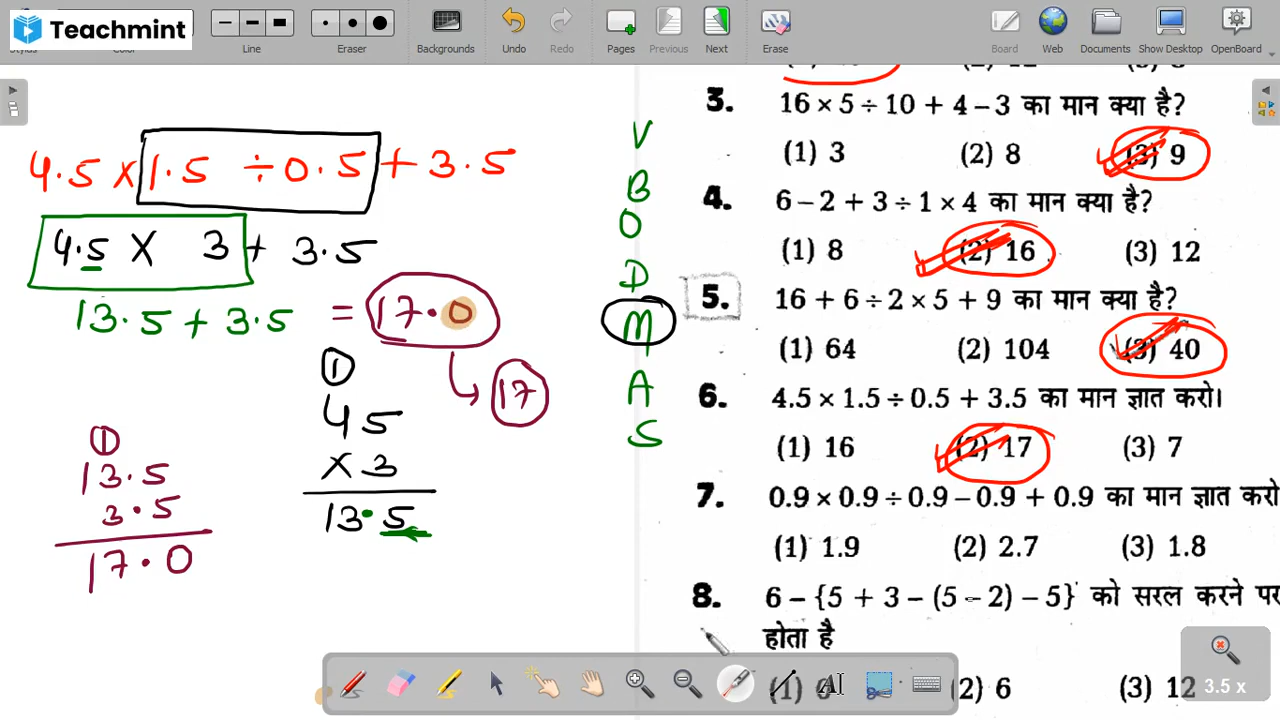 Teachmint
Styles Color Line Eraser Backgrounds Undo Redo Pages Previous Next Erase Board Web Documents Show Desktop OpenBoard
4.5 × 1.5 ÷ 0.5 + 3.5
4.5 × 3 + 3.5
13.5 + 3.5 = 17.0
17
①
45
× 3
13.5
①
13.5
3.5
17.0
V
B
O
D
M
A
S
3. 16 × 5 ÷ 10 + 4 – 3 का मान क्या है?
(1) 3 (2) 8 (3) 9
4. 6 – 2 + 3 ÷ 1 × 4 का मान क्या है?
(1) 8 (2) 16 (3) 12
5. 16 + 6 ÷ 2 × 5 + 9 का मान क्या है?
(1) 64 (2) 104 (3) 40
6. 4.5 × 1.5 ÷ 0.5 + 3.5 का मान ज्ञात करो।
(1) 16 (2) 17 (3) 7
7. 0.9 × 0.9 ÷ 0.9 – 0.9 + 0.9 का मान ज्ञात करो
(1) 1.9 (2) 2.7 (3) 1.8
8. 6 – {5 + 3 – (5 – 2) – 5} को सरल करने पर
होता है
(1) (2) 6 (3) 12
3.5 x